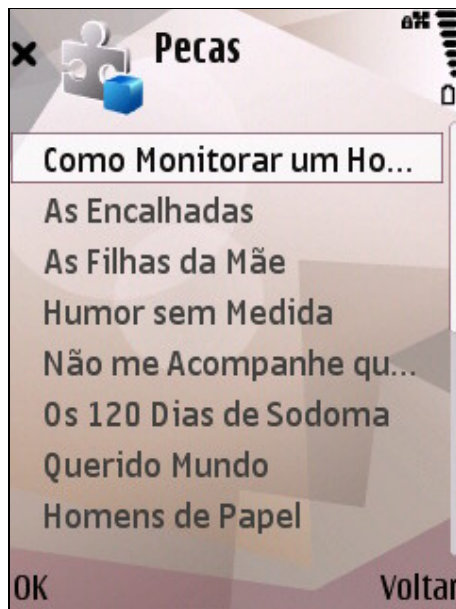 Pecas
Como Monitorar um Ho...
As Encalhadas
As Filhas da Mãe
Humor sem Medida
Não me Acompanhe qu...
Os 120 Dias de Sodoma
Querido Mundo
Homens de Papel
OK
Voltar